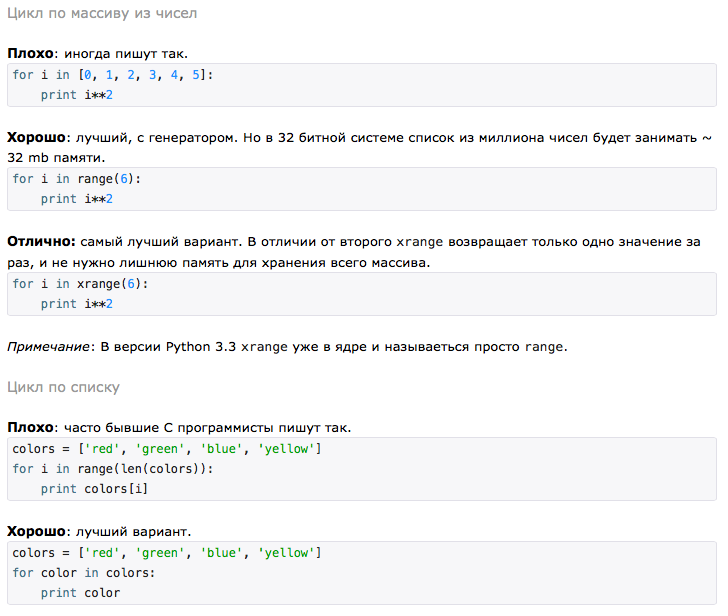 Цикл по массиву из чисел
Плохо: иногда пишут так.
for i in [0, 1, 2, 3, 4, 5]:
    print i**2
Хорошо: лучший, с генератором. Но в 32 битной системе список из миллиона чисел будет занимать ~
32 mb памяти.
for i in range(6):
    print i**2
Отлично: самый лучший вариант. В отличии от второго xrange возвращает только одно значение за
раз, и не нужно лишнюю память для хранения всего массива.
for i in xrange(6):
    print i**2
Примечание: В версии Python 3.3 xrange уже в ядре и называеться просто range.
Цикл по списку
Плохо: часто бывшие С программисты пишут так.
colors = ['red', 'green', 'blue', 'yellow']
for i in range(len(colors)):
    print colors[i]
Хорошо: лучший вариант.
colors = ['red', 'green', 'blue', 'yellow']
for color in colors:
    print color